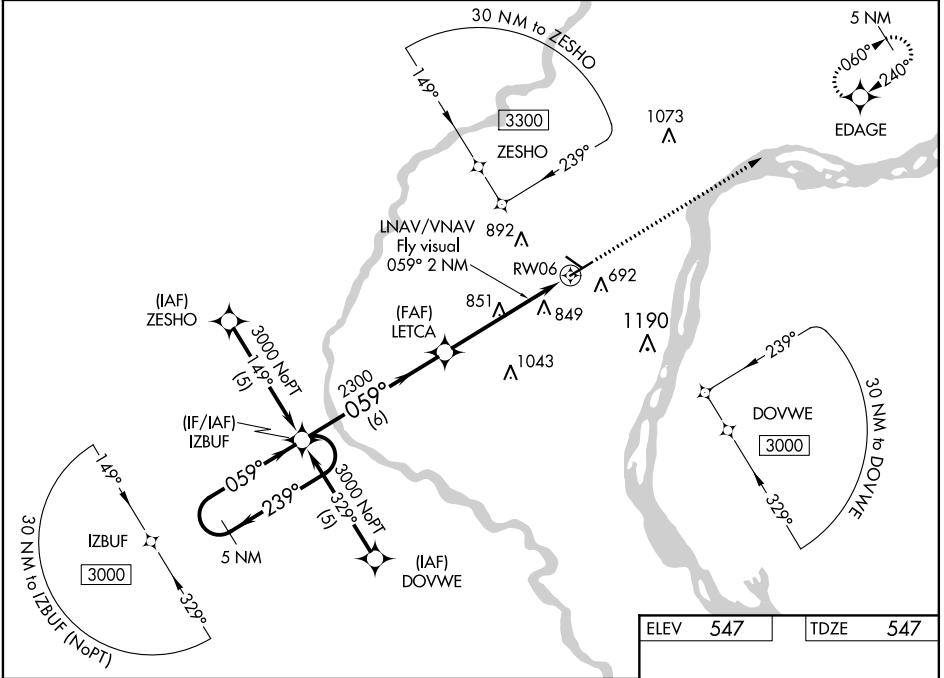 30 NM to ZESHO
149°
3300
ZESHO
239°
1073
5 NM
060°
240°
EDAGE
LNAV/VNAV
Fly visual
059° 2 NM
892
RW06
692
851
849
1190
1043
(IAF)
ZESHO
3000 NoPT
149°
(5)
(FAF)
LETCA
2300
059°
(6)
(IF/IAF)
IZBUF
059°
239°
5 NM
3000 NoPT
329°
(5)
(IAF)
DOVWE
149°
IZBUF
3000
329°
30 NM to IZBUF (NoPT)
239°
DOVWE
3000
329°
30 NM to DOVWE
ELEV 547
TDZE 547